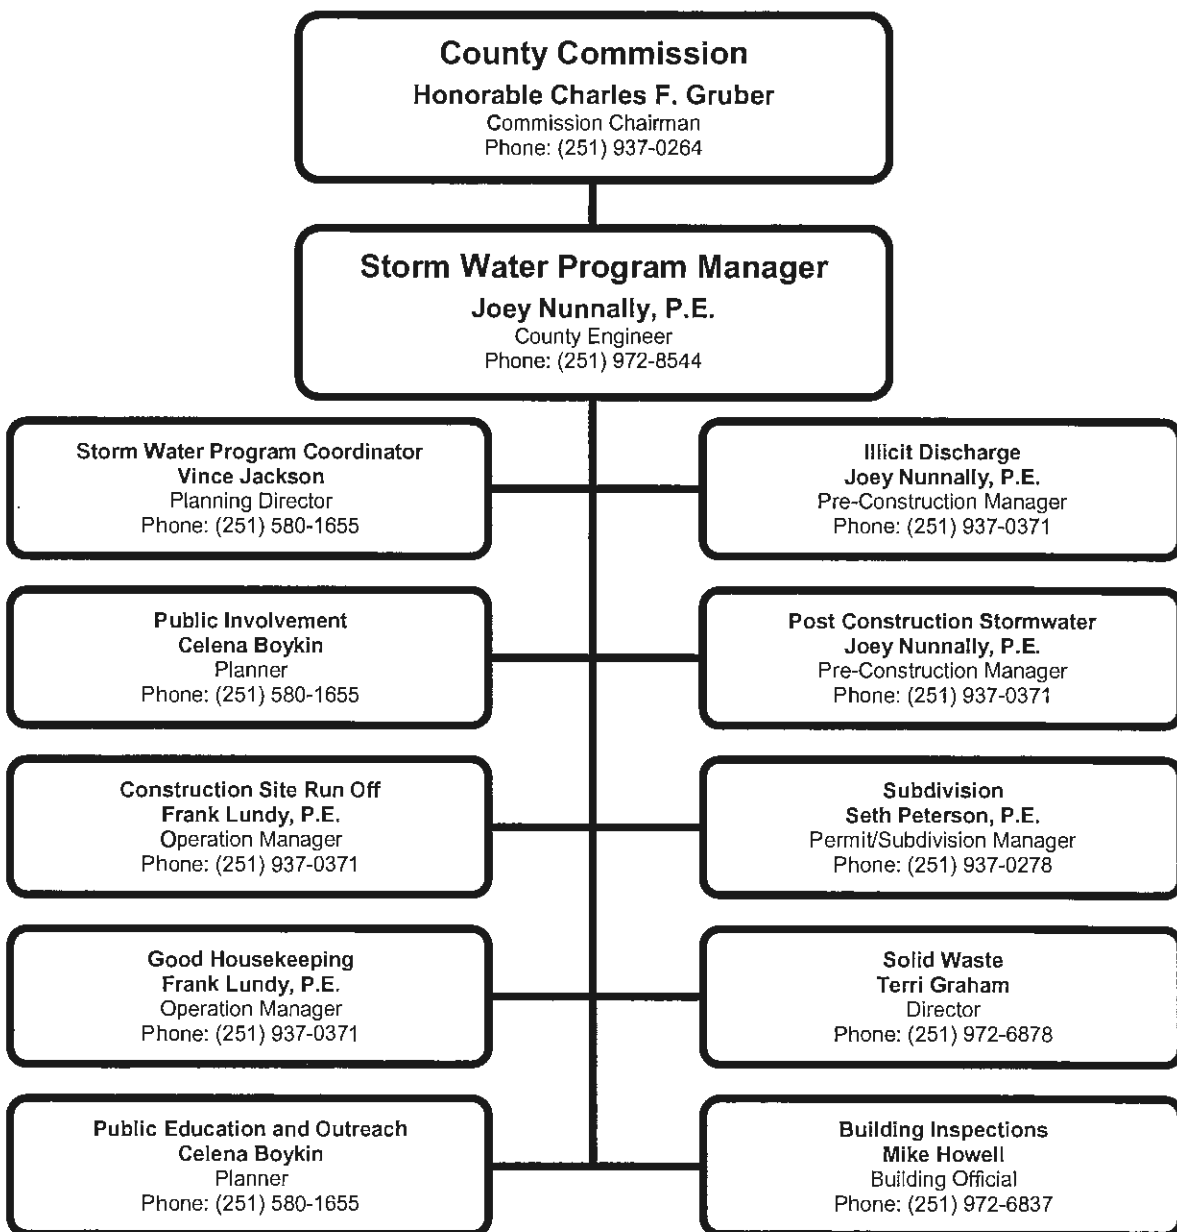 County Commission
Honorable Charles F. Gruber
Commission Chairman
Phone: (251) 937-0264
Storm Water Program Manager
Joey Nunnally, P.E.
County Engineer
Phone: (251) 972-8544
Storm Water Program Coordinator
Vince Jackson
Planning Director
Phone: (251) 580-1655
Illicit Discharge
Joey Nunnally, P.E.
Pre-Construction Manager
Phone: (251) 937-0371
Public Involvement
Celena Boykin
Planner
Phone: (251) 580-1655
Post Construction Stormwater
Joey Nunnally, P.E.
Pre-Construction Manager
Phone: (251) 937-0371
Construction Site Run Off
Frank Lundy, P.E.
Operation Manager
Phone: (251) 937-0371
Subdivision
Seth Peterson, P.E.
Permit/Subdivision Manager
Phone: (251) 937-0278
Good Housekeeping
Frank Lundy, P.E.
Operation Manager
Phone: (251) 937-0371
Solid Waste
Terri Graham
Director
Phone: (251) 972-6878
Public Education and Outreach
Celena Boykin
Planner
Phone: (251) 580-1655
Building Inspections
Mike Howell
Building Official
Phone: (251) 972-6837